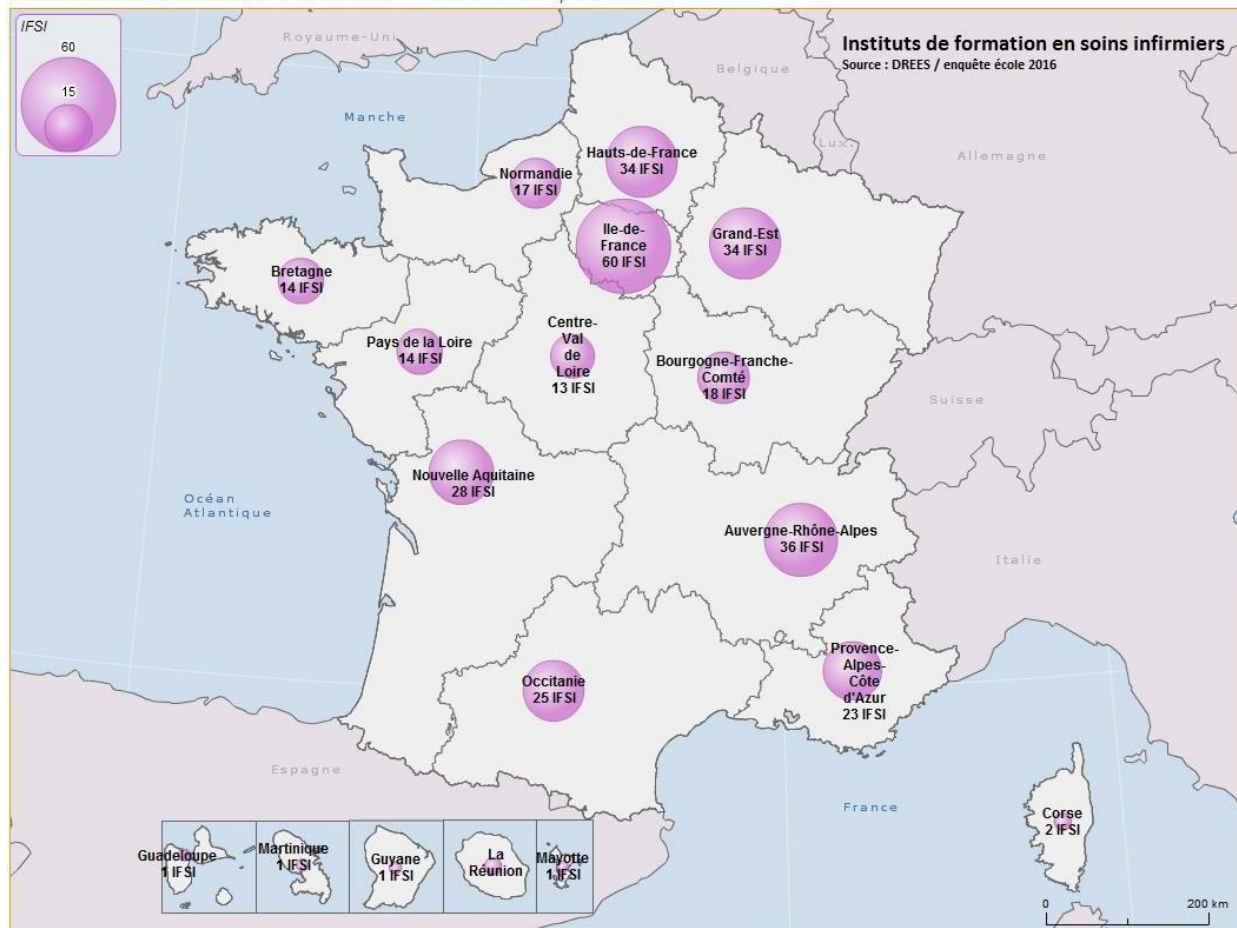 IFSI
60
15
Instituts de formation en soins infirmiers
Source : DREES / enquête école 2016
Royaume-Uni
Belgique
Manche
Lux.
Allemagne
Hauts-de-France
34 IFSI
Normandie
17 IFSI
Ile-de-
France
60 IFSI
Grand-Est
34 IFSI
Bretagne
14 IFSI
Pays de la Loire
14 IFSI
Centre-
Val
de
Loire
13 IFSI
Bourgogne-Franche-
Comté
18 IFSI
Suisse
Nouvelle Aquitaine
28 IFSI
Océan
Atlantique
Auvergne-Rhône-Alpes
36 IFSI
Italie
Provence-
Alpes-
Côte
d'Azur
23 IFSI
Occitanie
25 IFSI
Espagne
France
Corse
2 IFSI
Guadeloupe
1 IFSI
Martinique
1 IFSI
Guyane
1 IFSI
La
Réunion
Mayotte
1 IFSI
0
200 km